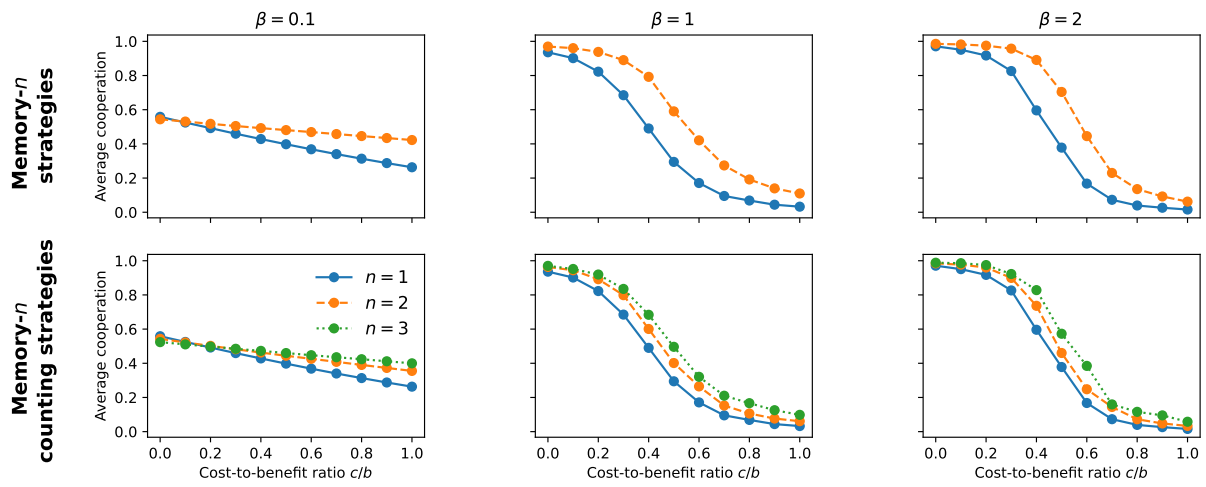 β = 0.1
β = 1
β = 2
Memory-n
strategies
Average cooperation
1.0
0.8
0.6
0.4
0.2
0.0
Memory-n
counting strategies
Average cooperation
1.0
0.8
0.6
0.4
0.2
0.0
n = 1
n = 2
n = 3
0.0 0.2 0.4 0.6 0.8 1.0
Cost-to-benefit ratio c/b
0.0 0.2 0.4 0.6 0.8 1.0
Cost-to-benefit ratio c/b
0.0 0.2 0.4 0.6 0.8 1.0
Cost-to-benefit ratio c/b